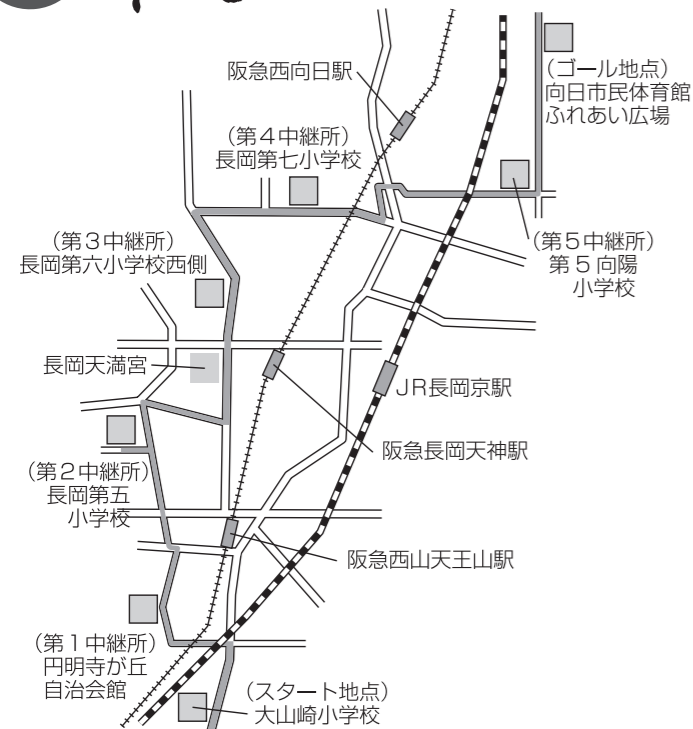 阪急西向日駅
(ゴール地点)
向日市民体育館
ふれあい広場
(第4中継所)
長岡第七小学校
(第3中継所)
長岡第六小学校西側
(第5中継所)
第5向陽
小学校
長岡天満宮
JR長岡京駅
阪急長岡天神駅
(第2中継所)
長岡第五
小学校
阪急西山天王山駅
(第1中継所)
円明寺が丘
自治会館
(スタート地点)
大山崎小学校